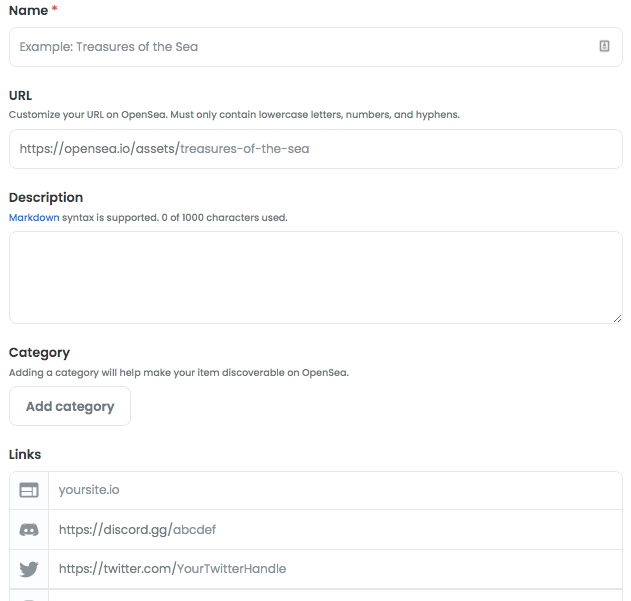 Name *
Example: Treasures of the Sea
URL
Customize your URL on OpenSea. Must only contain lowercase letters, numbers, and hyphens.
https://opensea.io/assets/treasures-of-the-sea
Description
Markdown syntax is supported. 0 of 1000 characters used.
Category
Adding a category will help make your item discoverable on OpenSea.
Add category
Links
yoursite.io
https://discord.gg/abcdef
https://twitter.com/YourTwitterHandle